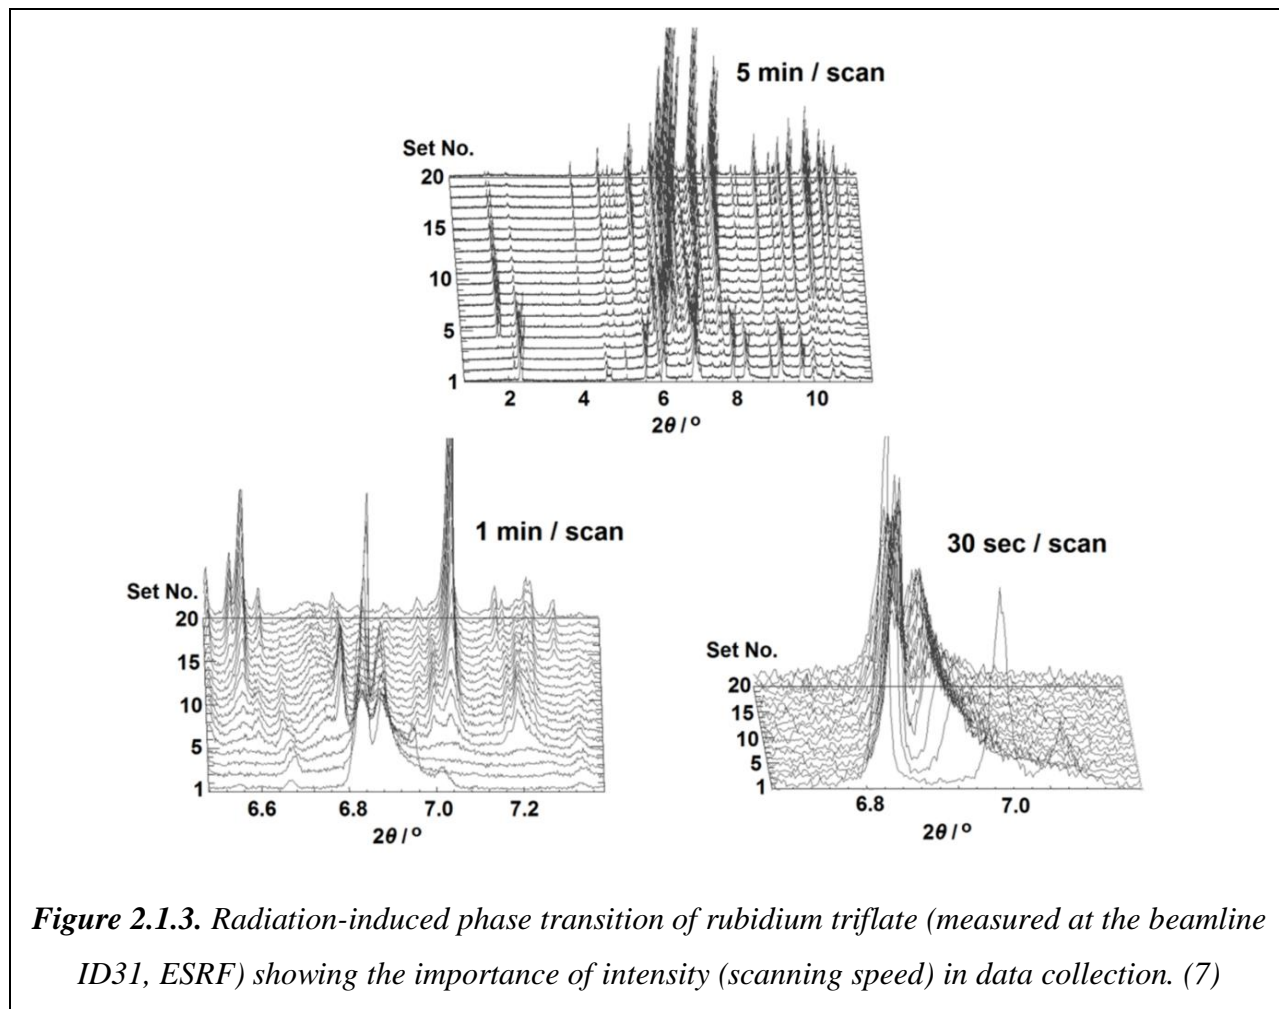 5 min / scan
Set No.
20
15
10
5
1
2 4 6 8 10
2θ / °
1 min / scan
Set No.
20
15
10
5
1
6.6 6.8 7.0 7.2
2θ / °
30 sec / scan
Set No.
20
15
10
5
1
6.8 7.0
2θ / °
Figure 2.1.3. Radiation-induced phase transition of rubidium triflate (measured at the beamline
ID31, ESRF) showing the importance of intensity (scanning speed) in data collection. (7)